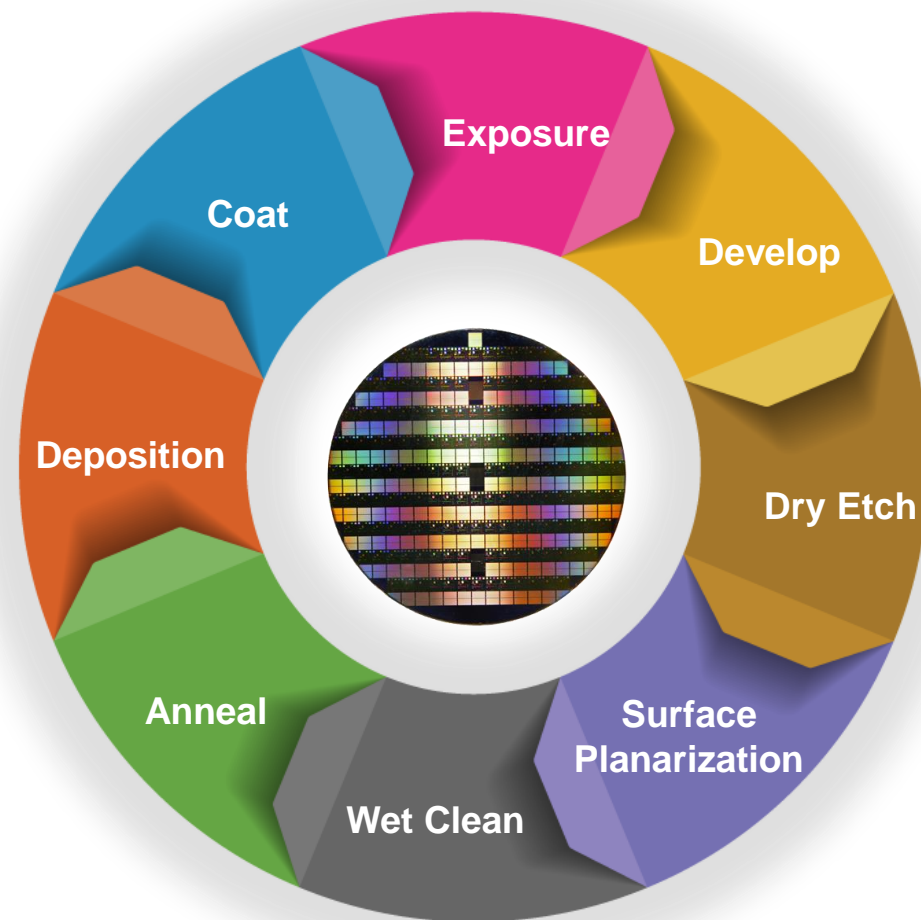 Exposure
Develop
Dry Etch
Surface
Planarization
Wet Clean
Anneal
Deposition
Coat